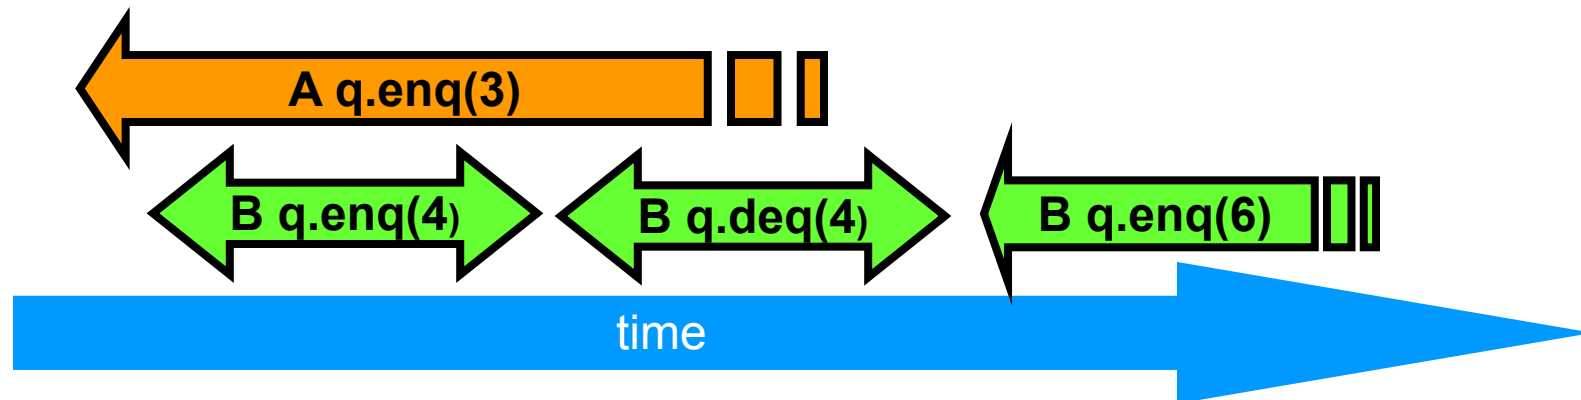 A q.enq(3)
B q.enq(4)
B q.deq(4)
B q.enq(6)
time